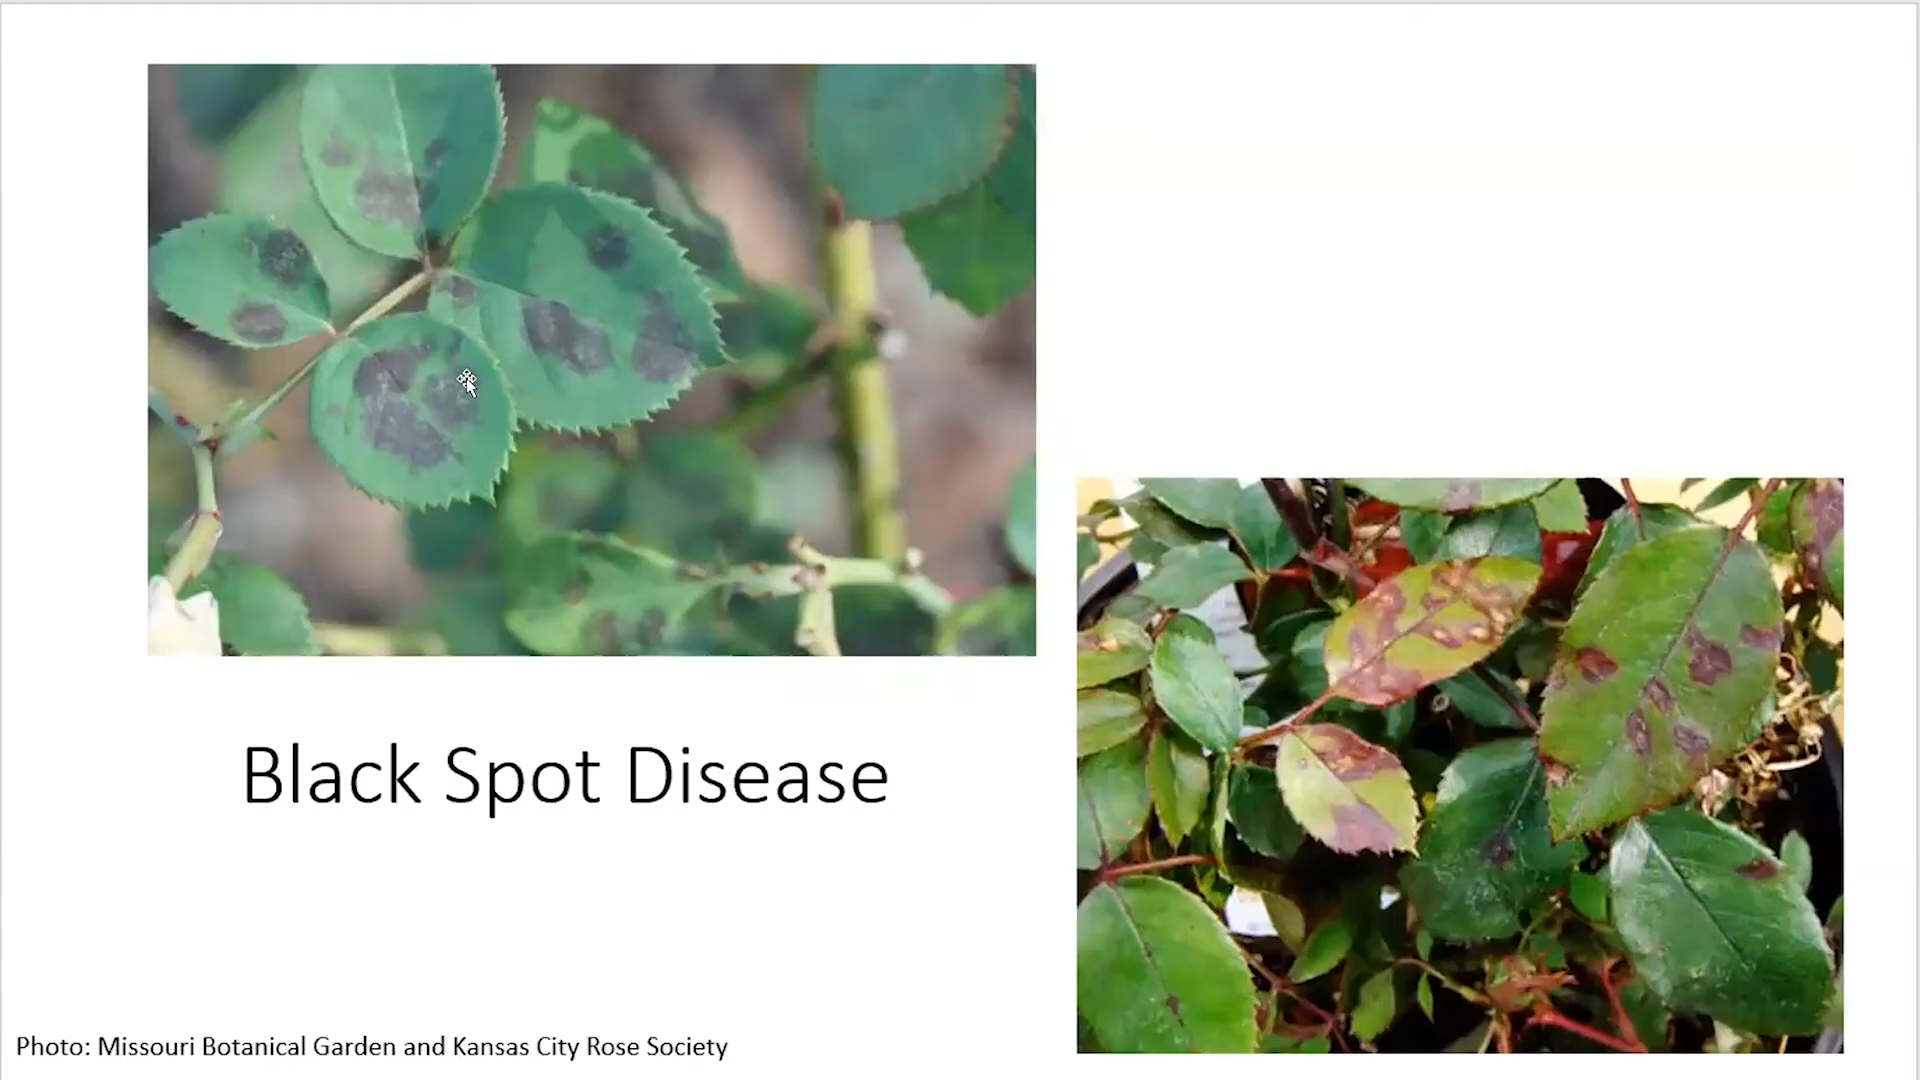 Black Spot Disease
Photo: Missouri Botanical Garden and Kansas City Rose Society